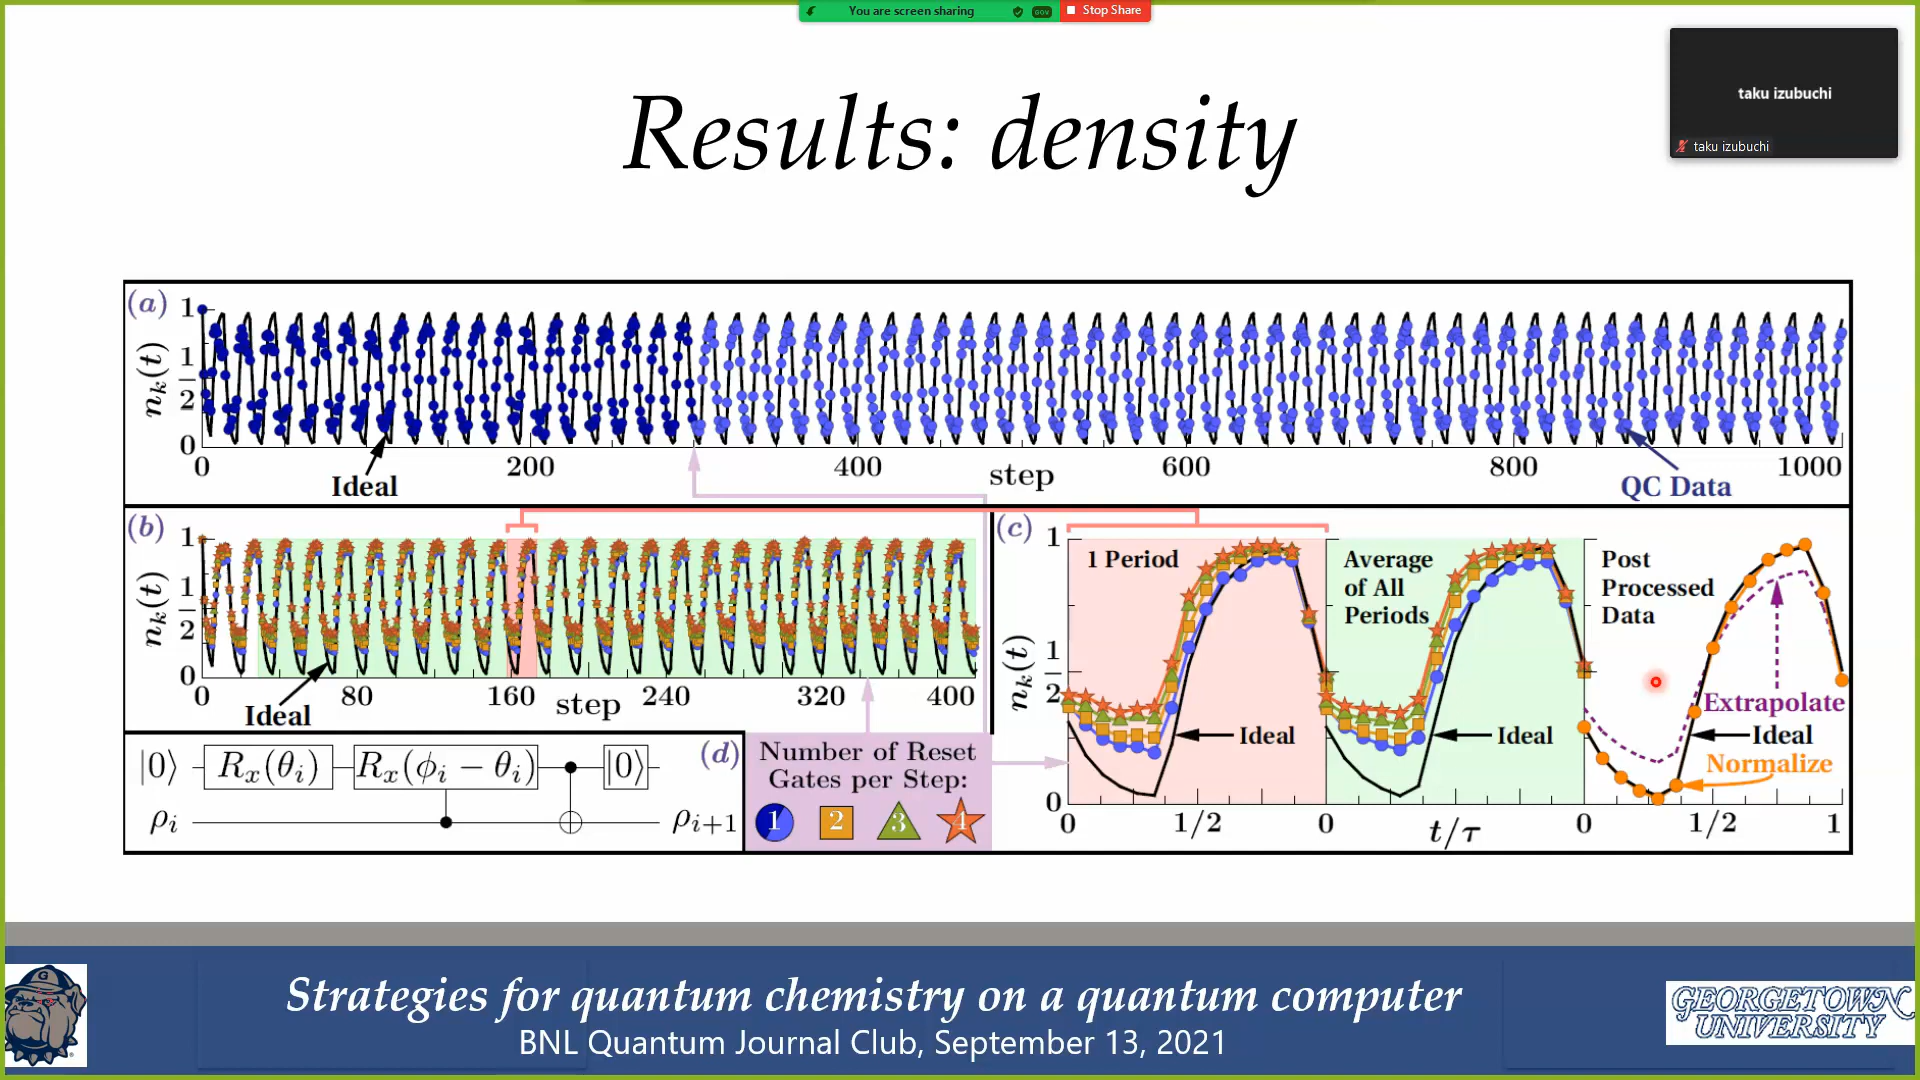 You are screen sharing
GOV
Stop Share
taku izubuchi
taku izubuchi
Results: density
(a)
1
1
2
0
n_k(t)
0 200 400 step 600 800 1000
Ideal
QC Data
(b)
1
1
2
0
n_k(t)
0 80 160 step 240 320 400
Ideal
(c)
1
1
2
0
n_k(t)
1 Period
Average
of All
Periods
Post
Processed
Data
Extrapolate
Ideal
Ideal
Ideal
Normalize
0 1/2 0 t/τ 0 1/2 1
(d)
|0⟩ R_x(θ_i) R_x(ϕ_i − θ_i) |0⟩
ρ_i ρ_{i+1}
Number of Reset
Gates per Step:
1 2 3 4
Strategies for quantum chemistry on a quantum computer
BNL Quantum Journal Club, September 13, 2021
G
GEORGETOWN
UNIVERSITY